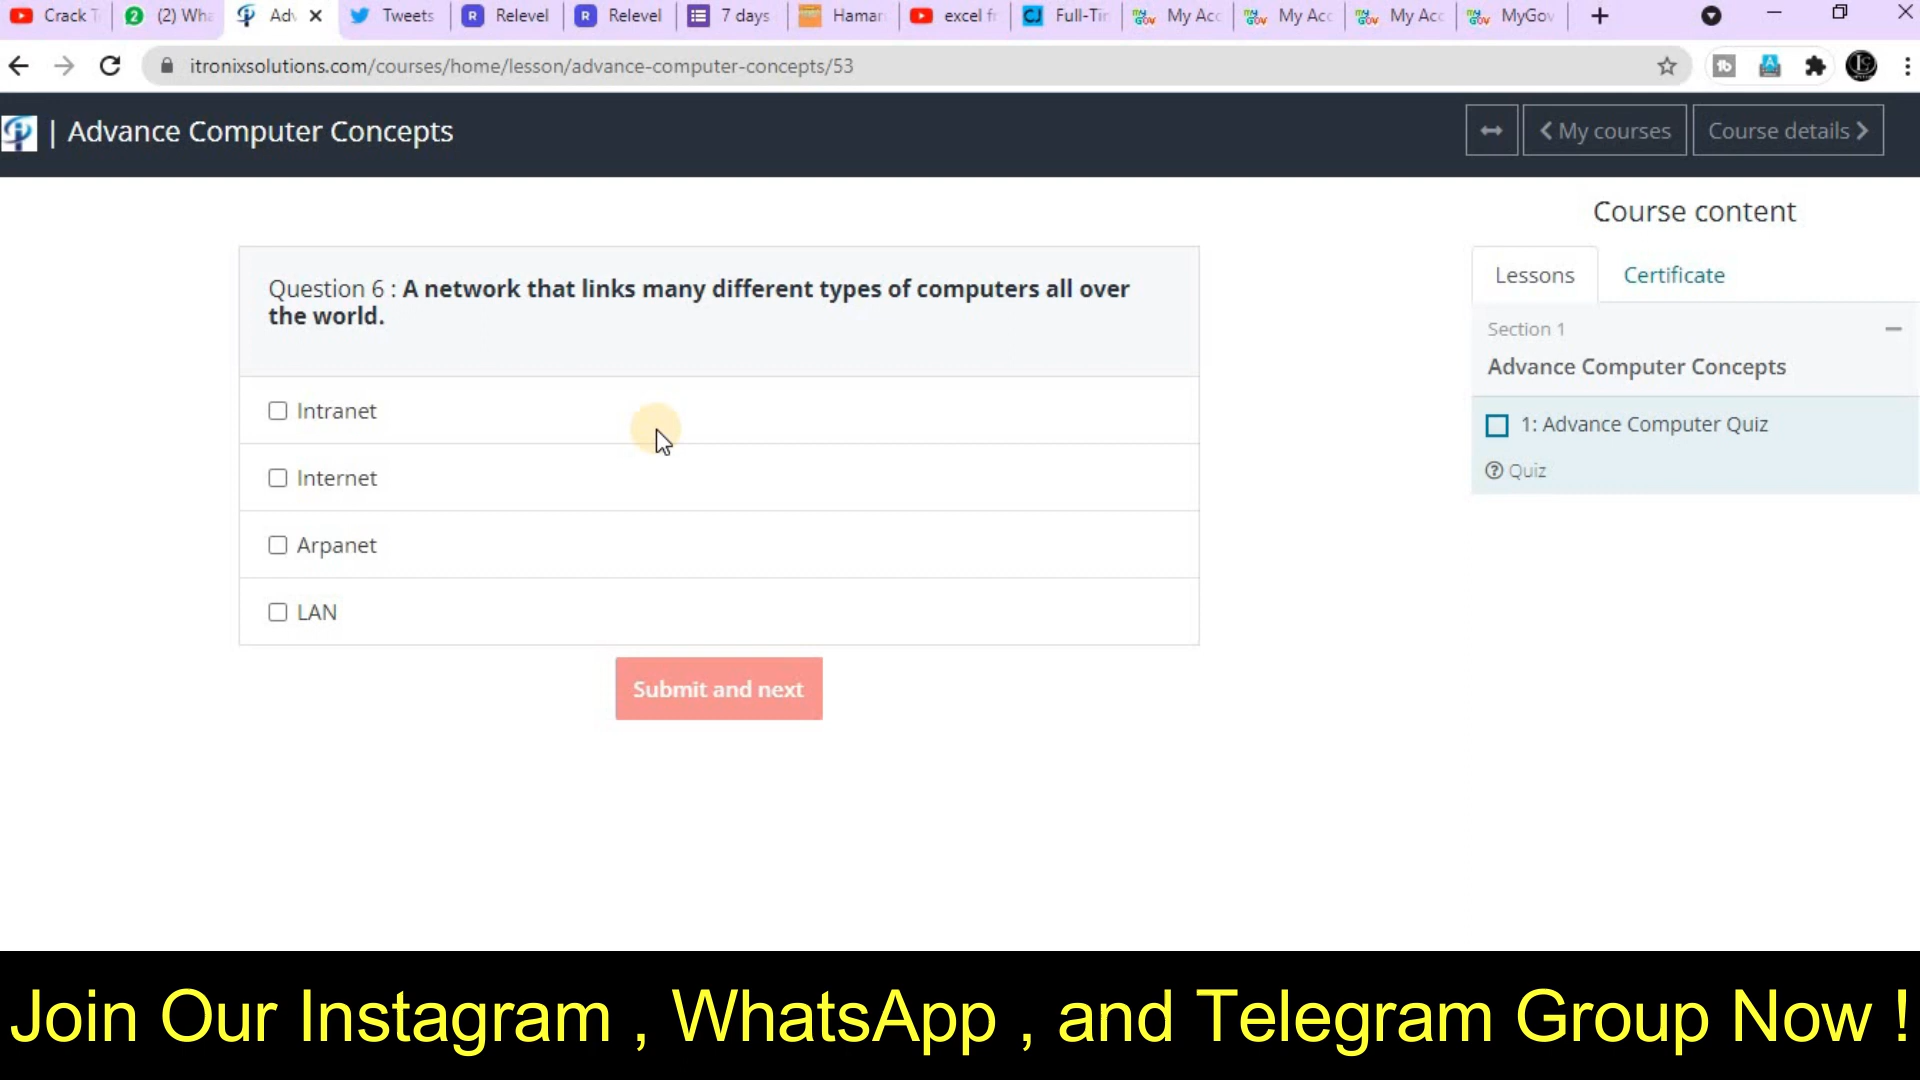 Crack T
(2) Wha
Adv
Tweets
Relevel
Relevel
7 days
Hamar
excel fr
Full-Tim
My Acc
My Acc
My Acc
MyGov
itronixsolutions.com/courses/home/lesson/advance-computer-concepts/53
| Advance Computer Concepts
My courses
Course details
Course content
Lessons
Certificate
Section 1
Advance Computer Concepts
1: Advance Computer Quiz
Quiz
Question 6 : A network that links many different types of computers all over
the world.
Intranet
Internet
Arpanet
LAN
Submit and next
Join Our Instagram , WhatsApp , and Telegram Group Now !